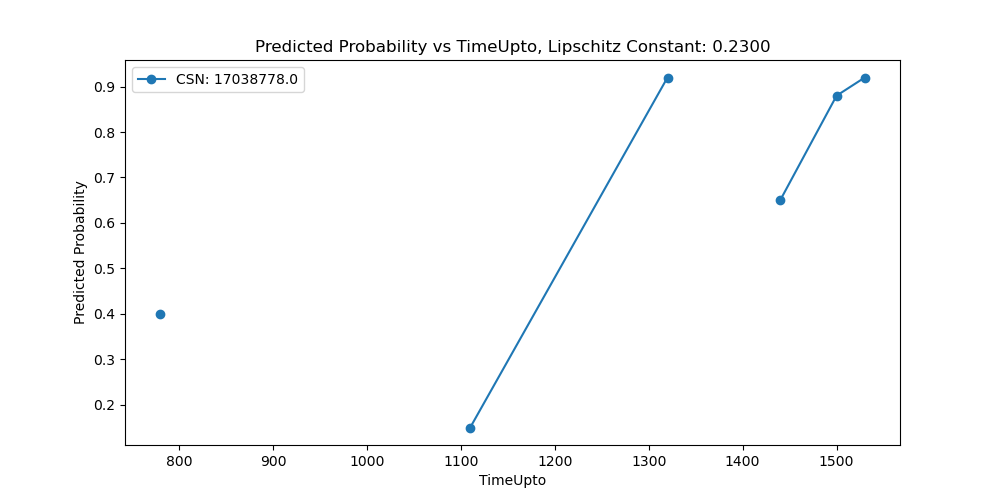 Predicted Probability vs TimeUpto, Lipschitz Constant: 0.2300
CSN: 17038778.0
Predicted Probability
0.9
0.8
0.7
0.6
0.5
0.4
0.3
0.2
800 900 1000 1100 1200 1300 1400 1500
TimeUpto